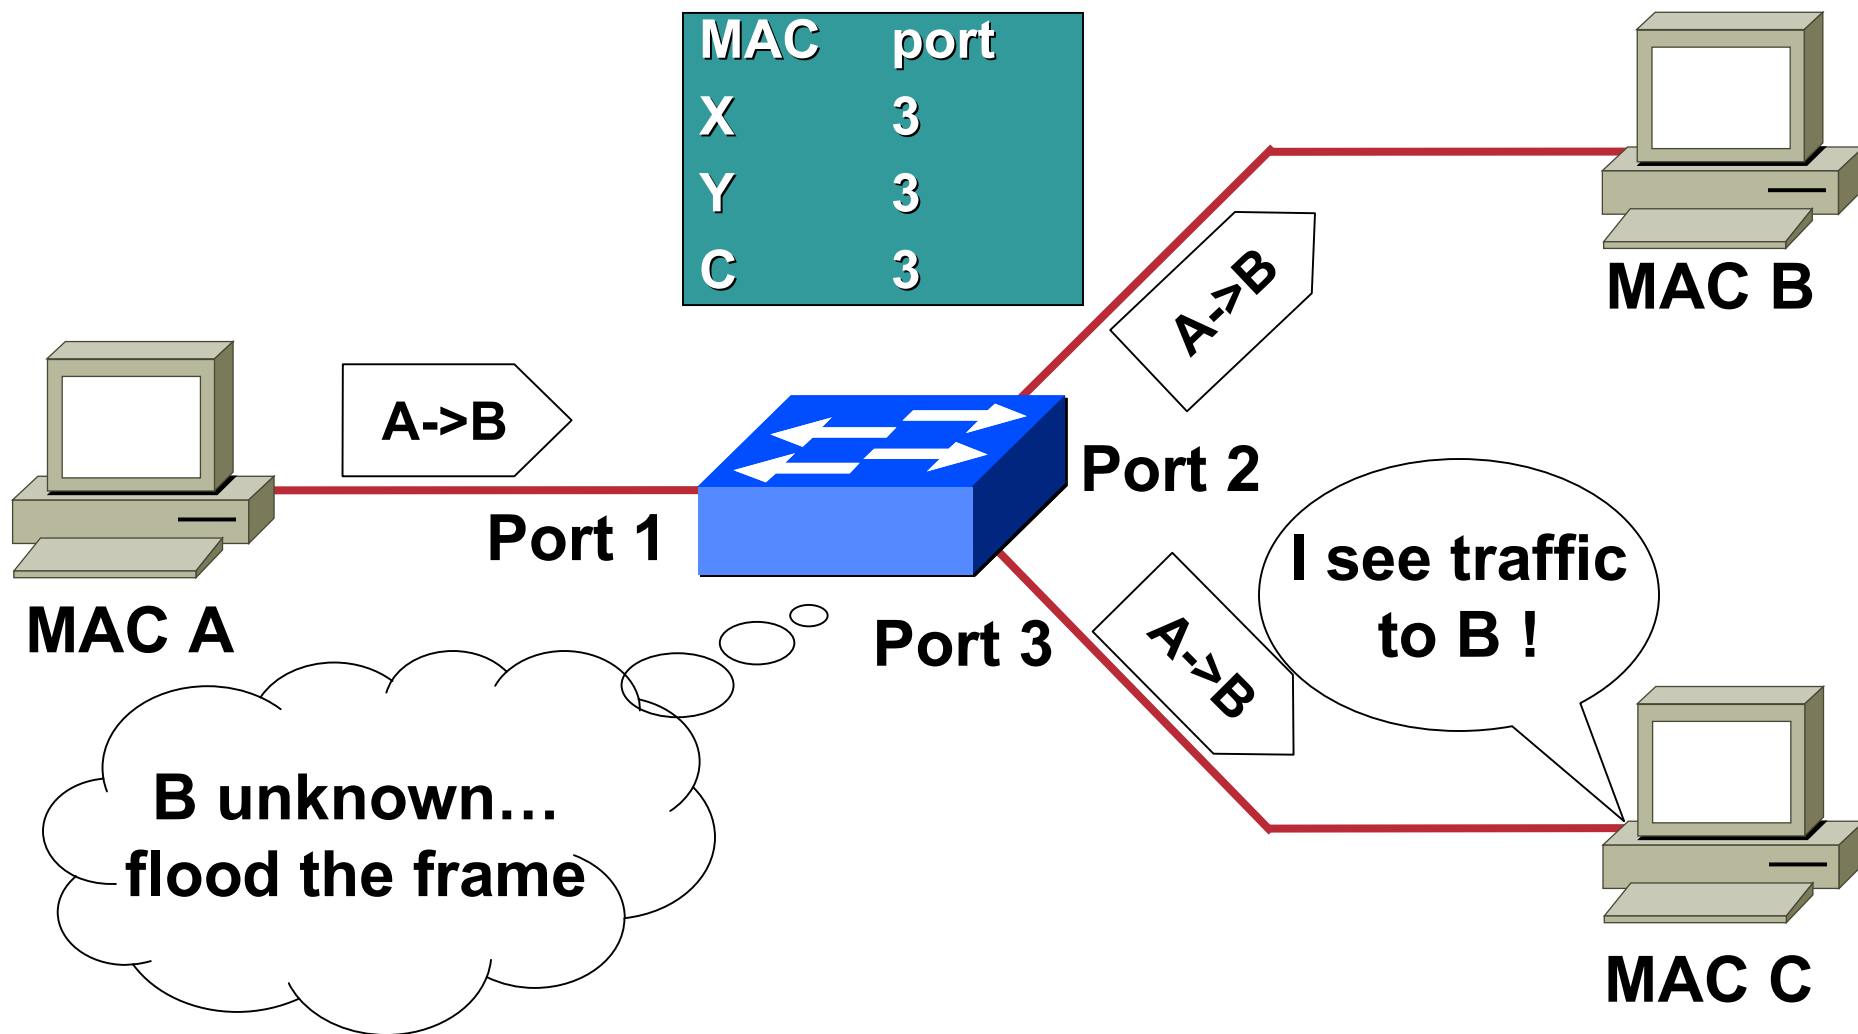 MAC port
X 3
Y 3
C 3
MAC B
A->B
A->B
Port 2
Port 1
I see traffic
to B !
MAC A
Port 3
A->B
B unknown…
flood the frame
MAC C